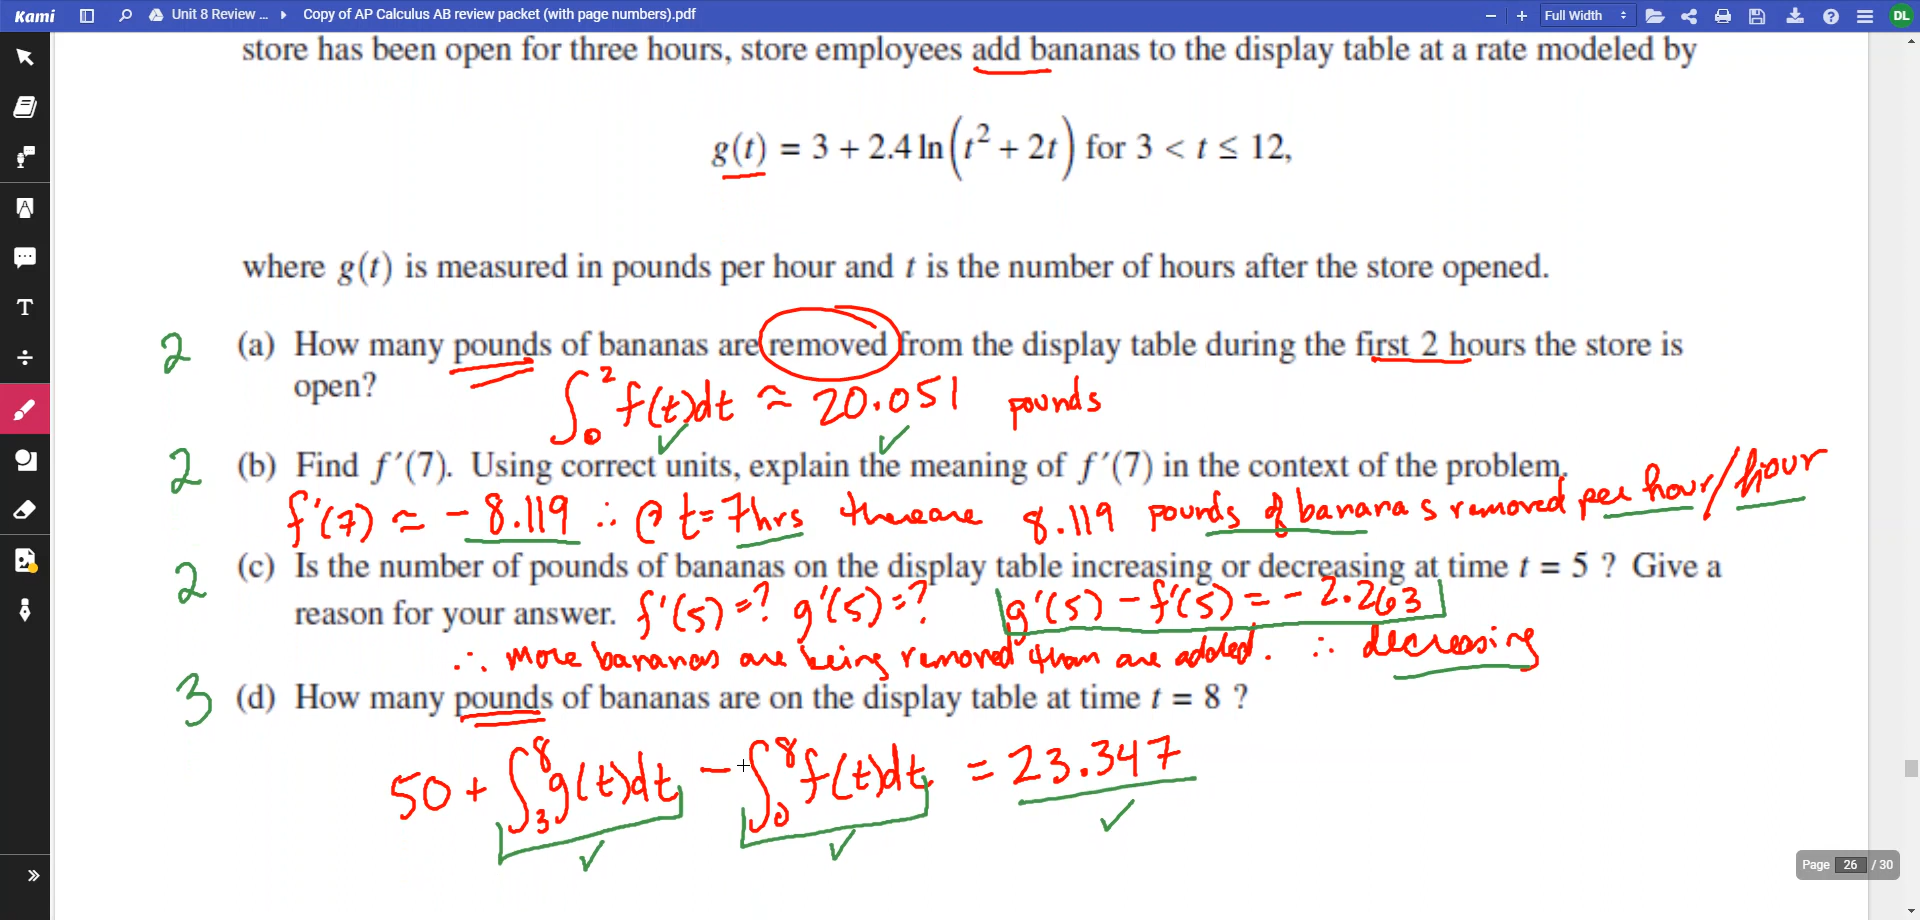 Kami Unit 8 Review ... Copy of AP Calculus AB review packet (with page numbers).pdf Full Width DL
store has been open for three hours, store employees add bananas to the display table at a rate modeled by
g(t) = 3 + 2.4 ln(t² + 2t) for 3 < t ≤ 12,
where g(t) is measured in pounds per hour and t is the number of hours after the store opened.
2 (a) How many pounds of bananas are removed from the display table during the first 2 hours the store is
open?
∫₀² f(t)dt ≈ 20.051 pounds
2 (b) Find f′(7). Using correct units, explain the meaning of f′(7) in the context of the problem.
f'(7) ≈ -8.119 ∴ @ t=7hrs there are 8.119 pounds of bananas removed per hour/hour
2 (c) Is the number of pounds of bananas on the display table increasing or decreasing at time t = 5 ? Give a
reason for your answer. f'(5)=? g'(5)=? g'(5) - f'(5) = -2.263
∴ more bananas are being removed than are added. ∴ decreasing
3 (d) How many pounds of bananas are on the display table at time t = 8 ?
50 + ∫₃⁸ g(t)dt - ∫₀⁸ f(t)dt = 23.347
Page 26 / 30